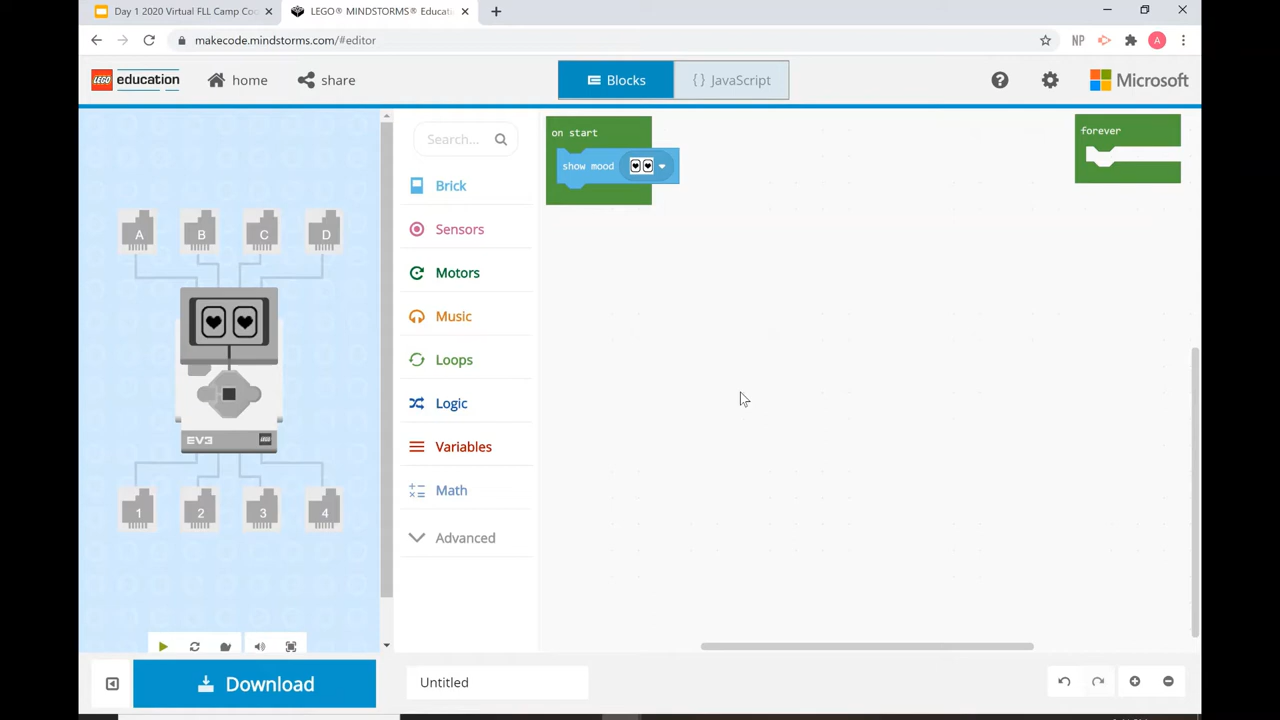 Day 1 2020 Virtual FLL Camp Co
LEGO® MINDSTORMS® Educati
makecode.mindstorms.com/#editor
NP
A
LEGO education
home
share
Blocks
{ } JavaScript
Microsoft
Search...
on start
show mood
forever
Brick
Sensors
Motors
Music
Loops
Logic
Variables
Math
Advanced
A B C D
EV3
1 2 3 4
Download
Untitled